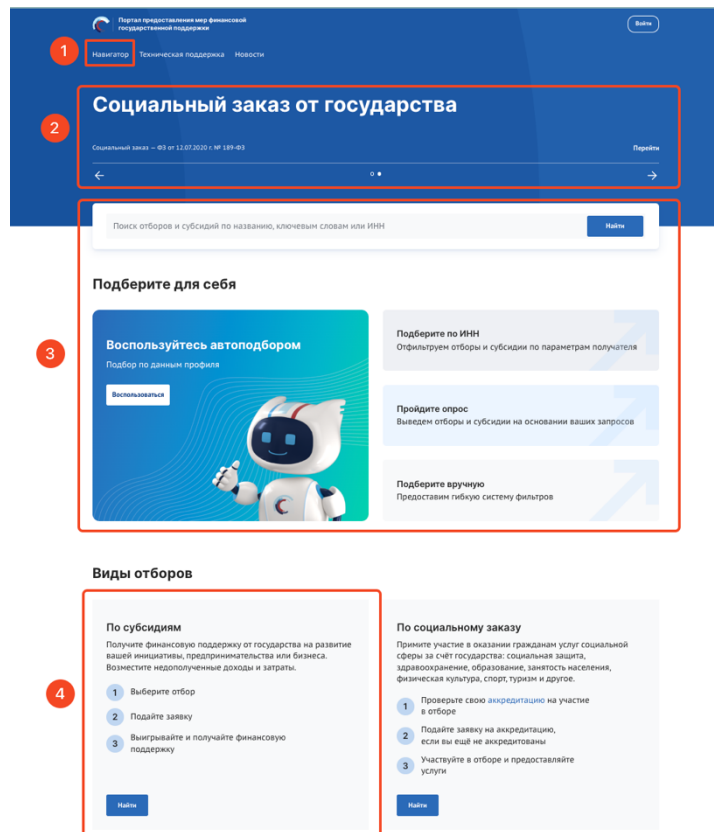 Портал предоставления мер финансовой
государственной поддержки
Войти
1
Навигатор Техническая поддержка Новости
2
Социальный заказ от государства
Социальный заказ — ФЗ от 12.07.2020 г. № 189-ФЗ
Перейти
Поиск отборов и субсидий по названию, ключевым словам или ИНН
Найти
3
Подберите для себя
Воспользуйтесь автоподбором
Подбор по данным профиля
Воспользоваться
Подберите по ИНН
Отфильтруем отборы и субсидии по параметрам получателя
Пройдите опрос
Выведем отборы и субсидии на основании ваших запросов
Подберите вручную
Предоставим гибкую систему фильтров
Виды отборов
4
По субсидиям
Получите финансовую поддержку от государства на развитие
вашей инициативы, предпринимательства или бизнеса.
Возместите недополученные доходы и затраты.
1 Выберите отбор
2 Подайте заявку
3 Выигрывайте и получайте финансовую
поддержку
Найти
По социальному заказу
Примите участие в оказании гражданам услуг социальной
сферы за счёт государства: социальная защита,
здравоохранение, образование, занятость населения,
физическая культура, спорт, туризм и другое.
1 Проверьте свою аккредитацию на участие
в отборе
2 Подайте заявку на аккредитацию,
если вы ещё не аккредитованы
3 Участвуйте в отборе и предоставляйте
услуги
Найти